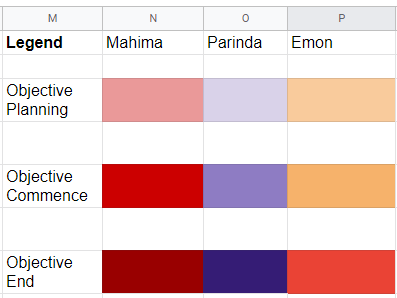 M N O P
Legend Mahima Parinda Emon
Objective
Planning
Objective
Commence
Objective
End